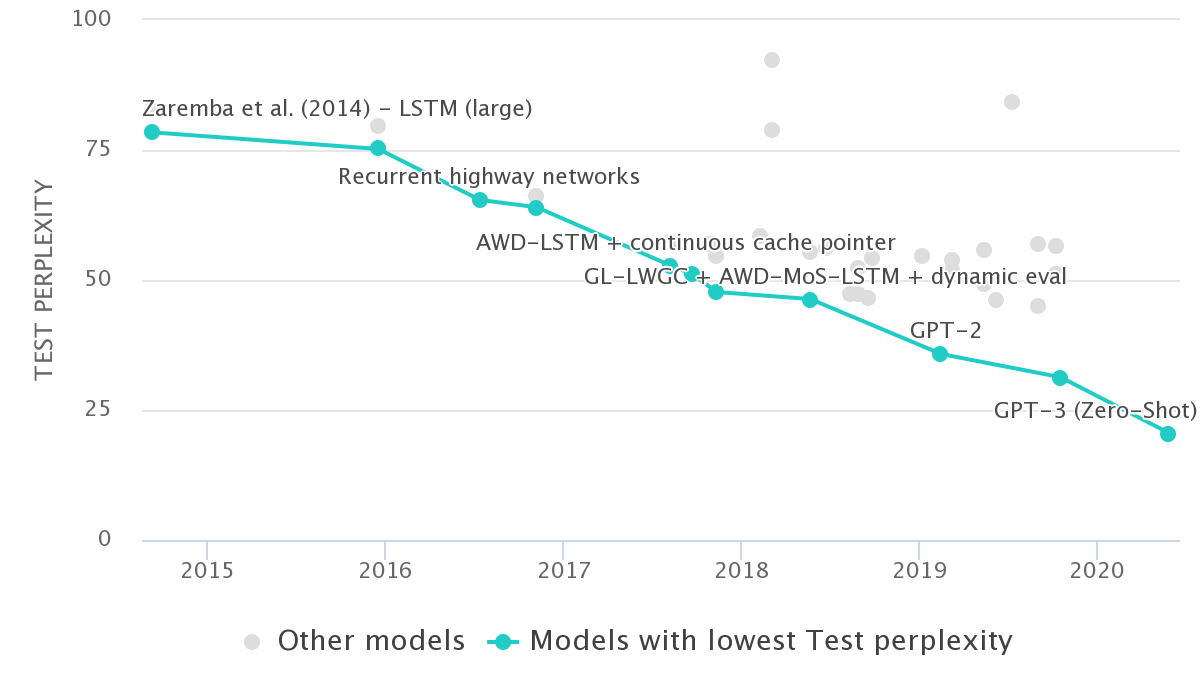 100
Zaremba et al. (2014) - LSTM (large)
75
Recurrent highway networks
TEST PERPLEXITY
AWD-LSTM + continuous cache pointer
50
GL-LWGC + AWD-MoS-LSTM + dynamic eval
GPT-2
25
GPT-3 (Zero-Shot)
0
2015 2016 2017 2018 2019 2020
Other models Models with lowest Test perplexity